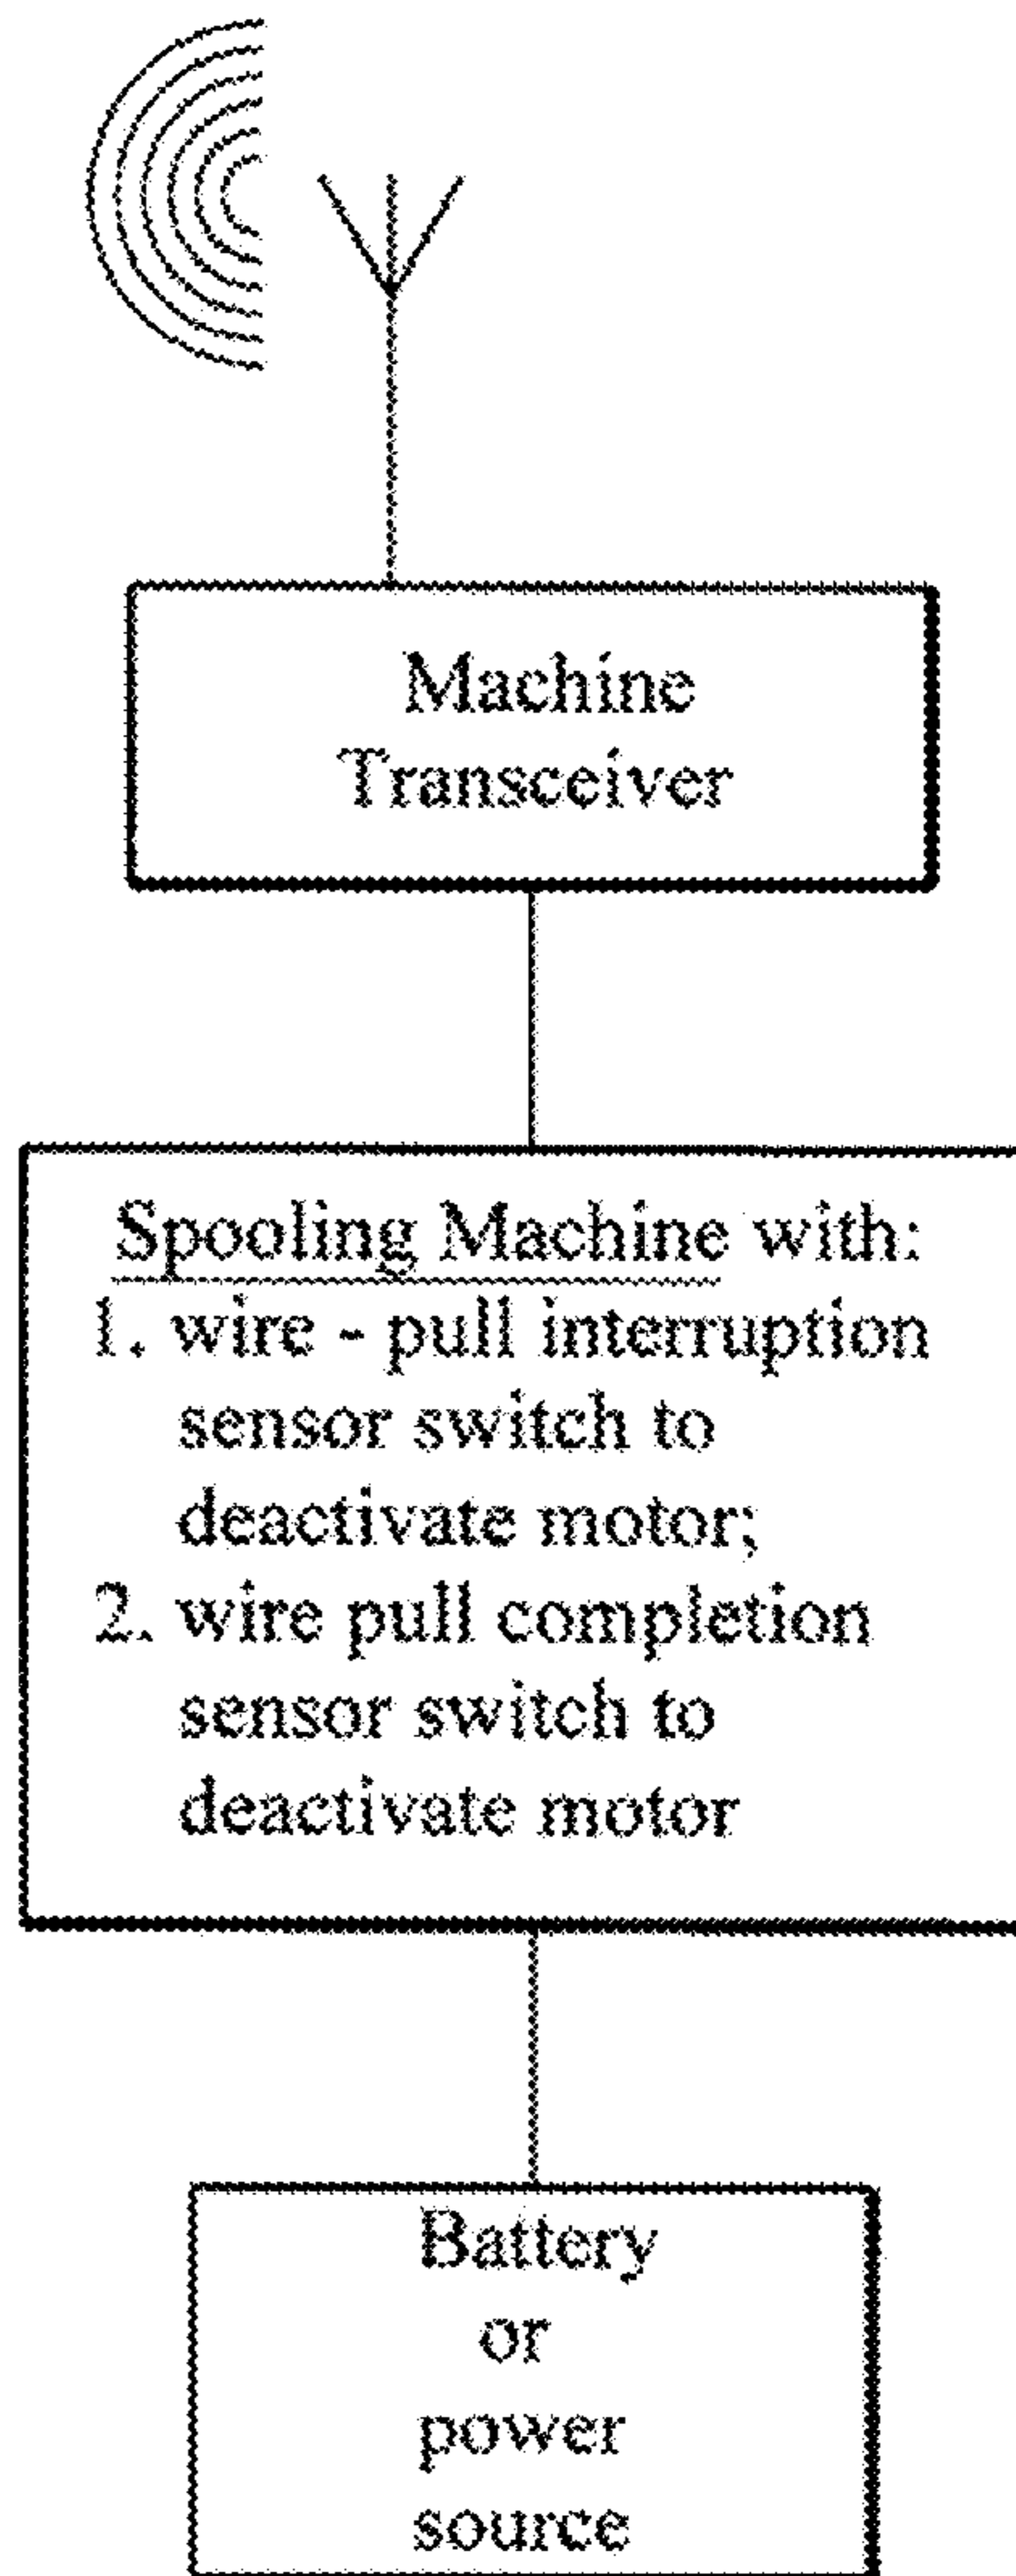 Machine
Transceiver
Spooling Machine with:
1. wire - pull interruption
sensor switch to
deactivate motor;
2. wire pull completion
sensor switch to
deactivate motor
Battery
or
power
source